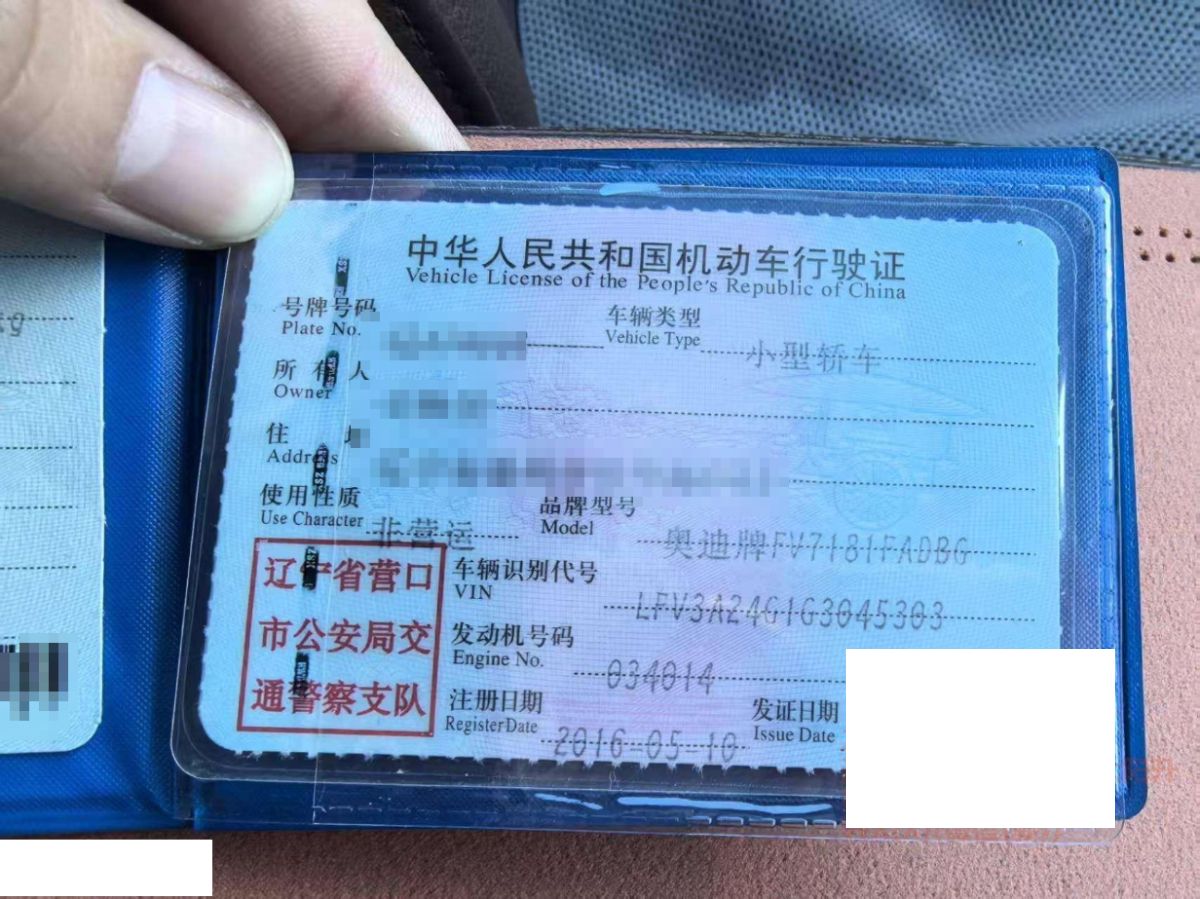 中华人民共和国机动车行驶证
Vehicle License of the People's Republic of China
号牌号码
Plate No.
车辆类型
Vehicle Type
小型轿车
所有人
Owner
住址
Address
使用性质
Use Character
非营运
品牌型号
Model
奥迪牌FV7181FADBG
辽宁省营口
市公安局交
通警察支队
车辆识别代号
VIN
LFV3A24G1G3045303
发动机号码
Engine No.
034014
注册日期
Register Date
2016-05-10
发证日期
Issue Date